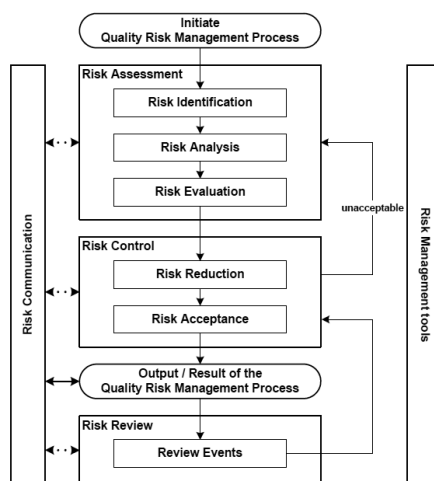 Initiate
Quality Risk Management Process
Risk Assessment
Risk Identification
Risk Analysis
Risk Evaluation
unacceptable
Risk Control
Risk Reduction
Risk Acceptance
Output / Result of the
Quality Risk Management Process
Risk Review
Review Events
Risk Communication
Risk Management tools